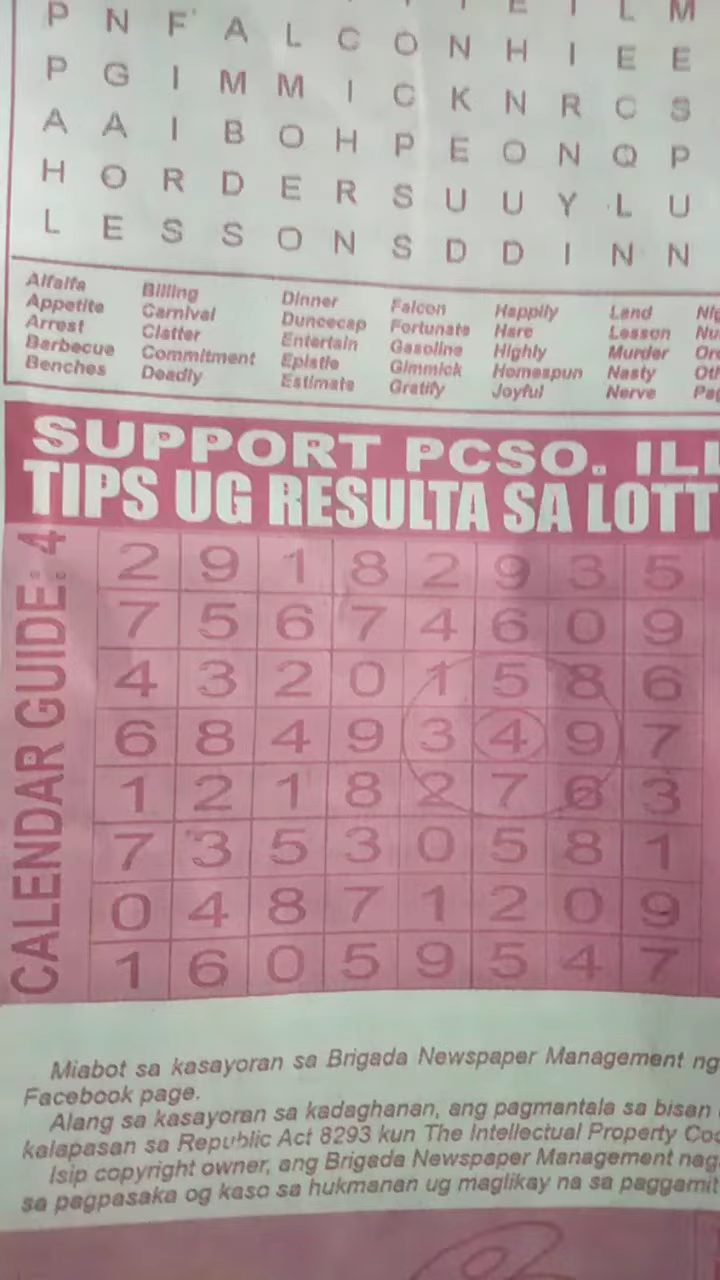 E I L M
P N F A L C O N H I E E
P G I M M I C K N R C S
A A I B O H P E O N Q P
H O R D E R S U U Y L U
L E S S O N S D D I N N
Alfalfa Billing Dinner Falcon Happily Land
Appetite Carnival Duncecap Fortunate Hare Lesson
Arrest Clatter Entertain Gasoline Highly Murder
Barbecue Commitment Epistle Gimmick Homespun Nasty
Benches Deadly Estimate Gratify Joyful Nerve
SUPPORT PCSO. ILL
TIPS UG RESULTA SA LOTT
CALENDAR GUIDE: 4
2 9 1 8 2 9 3 5
7 5 6 7 4 6 0 9
4 3 2 0 1 5 8 6
6 8 4 9 3 4 9 7
1 2 1 8 2 7 6 3
7 3 5 3 0 5 8 1
0 4 8 7 1 2 0 9
1 6 0 5 9 5 4 7
Miabot sa kasayoran sa Brigada Newspaper Management ng
Facebook page.
Alang sa kasayoran sa kadaghanan, ang pagmantala sa bisan
kalapasan sa Republic Act 8293 kun The Intellectual Property Co
Isip copyright owner, ang Brigada Newspaper Management nag
sa pagpasaka og kaso sa hukmanan ug maglikay na sa paggamit